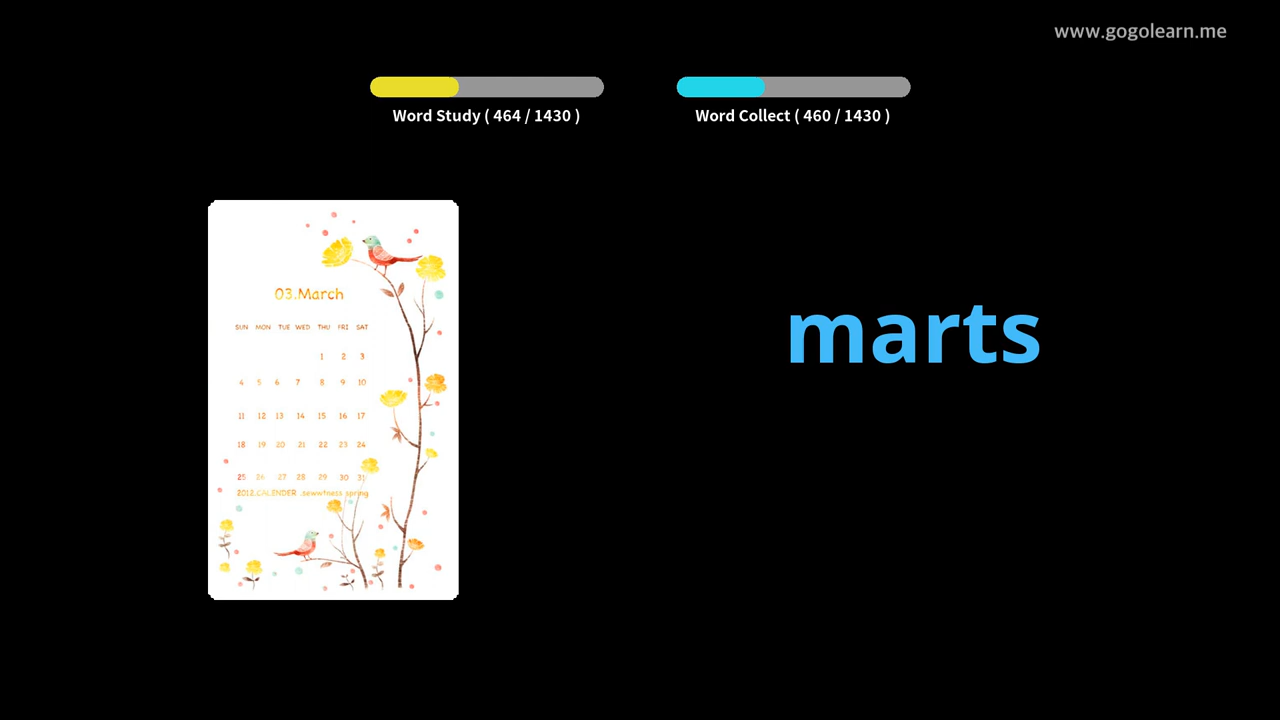 www.gogolearn.me
Word Study ( 464 / 1430 )
Word Collect ( 460 / 1430 )
03.March
SUN MON TUE WED THU FRI SAT
1 2 3
4 5 6 7 8 9 10
11 12 13 14 15 16 17
18 19 20 21 22 23 24
25 26 27 28 29 30 31
2012.CALENDER .sewwtness spring
marts